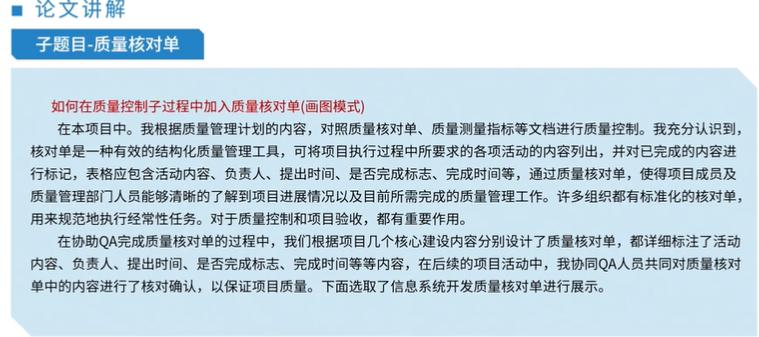 论文讲解
子题目-质量核对单
如何在质量控制子过程中加入质量核对单(画图模式)
在本项目中。我根据质量管理计划的内容，对照质量核对单、质量测量指标等文档进行质量控制。我充分认识到，
核对单是一种有效的结构化质量管理工具，可将项目执行过程中所要求的各项活动的内容列出，并对已完成的内容进
行标记，表格应包含活动内容、负责人、提出时间、是否完成标志、完成时间等，通过质量核对单，使得项目成员及
质量管理部门人员能够清晰的了解到项目进展情况以及目前所需完成的质量管理工作。许多组织都有标准化的核对单，
用来规范地执行经常性任务。对于质量控制和项目验收，都有重要作用。
在协助QA完成质量核对单的过程中，我们根据项目几个核心建设内容分别设计了质量核对单，都详细标注了活动
内容、负责人、提出时间、是否完成标志、完成时间等等内容，在后续的项目活动中，我协同QA人员共同对质量核对
单中的内容进行了核对确认，以保证项目质量。下面选取了信息系统开发质量核对单进行展示。